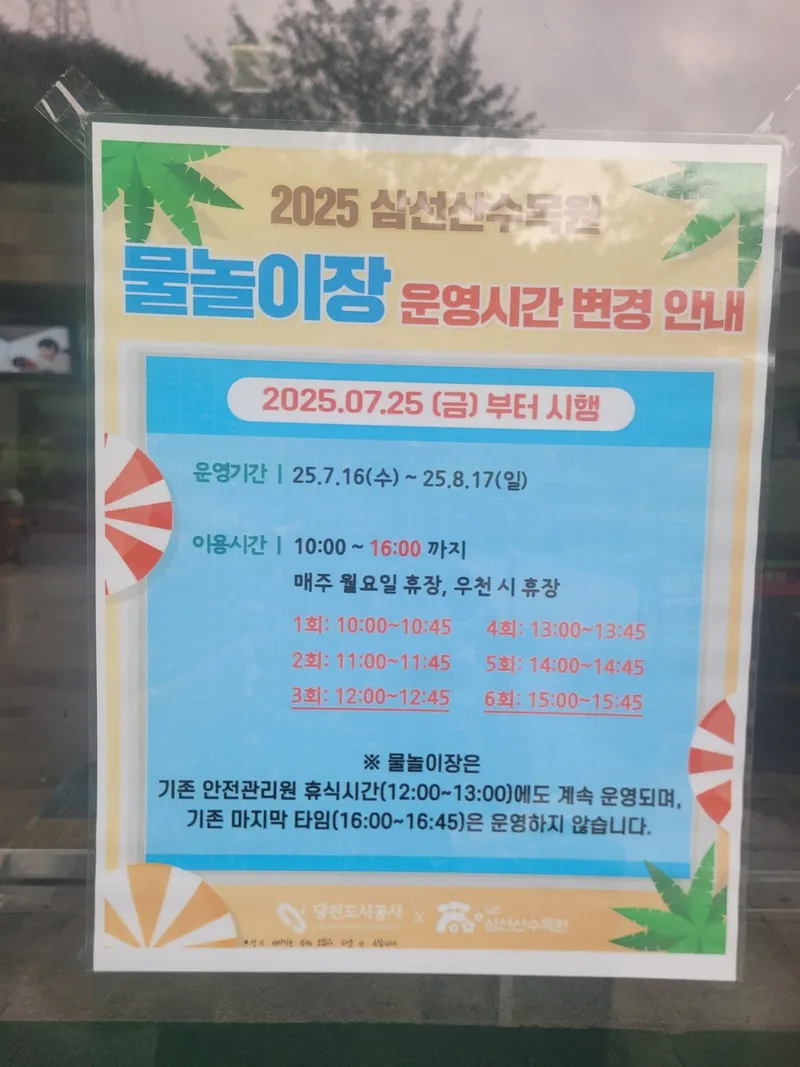 2025 삼선산수목원
물놀이장 운영시간 변경 안내
2025.07.25 (금) 부터 시행
운영기간 | 25.7.16(수) ~ 25.8.17(일)
이용시간 | 10:00 ~ 16:00 까지
매주 월요일 휴장, 우천 시 휴장
1회: 10:00~10:45 4회: 13:00~13:45
2회: 11:00~11:45 5회: 14:00~14:45
3회: 12:00~12:45 6회: 15:00~15:45
※ 물놀이장은
기존 안전관리원 휴식시간(12:00~13:00)에도 계속 운영되며,
기존 마지막 타임(16:00~16:45)은 운영하지 않습니다.
당진도시공사 x 삼선산수목원